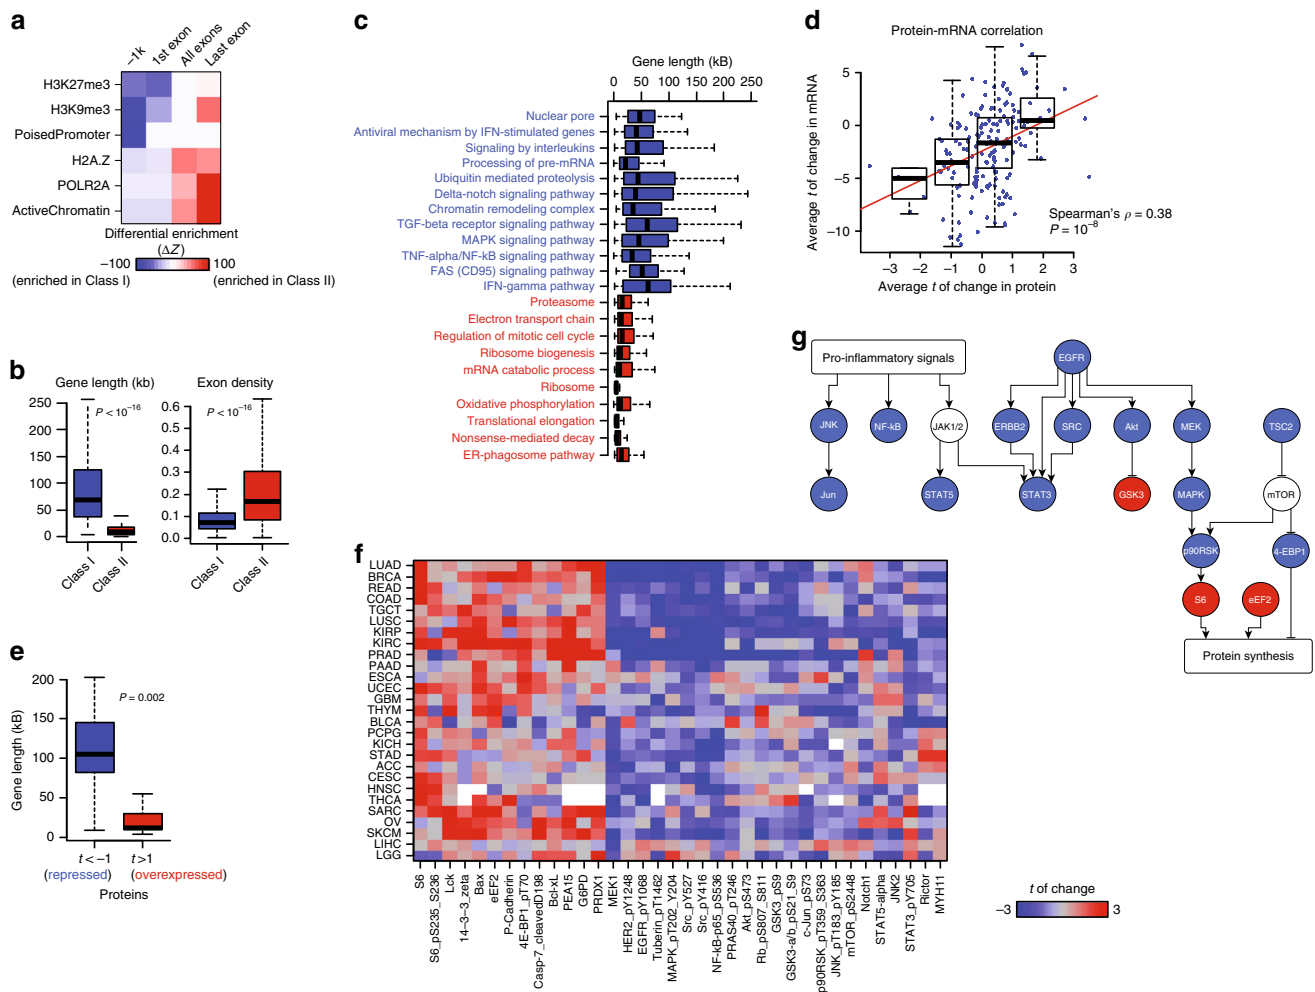 a
−1k
1st exon
All exons
Last exon
H3K27me3
H3K9me3
PoisedPromoter
H2A.Z
POLR2A
ActiveChromatin
Differential enrichment
(ΔZ)
−100
100
(enriched in Class I)
(enriched in Class II)
b
Gene length (kb)
P < 10−16
250
200
150
100
50
0
Class I
Class II
Exon density
P < 10−16
0.6
0.5
0.4
0.3
0.2
0.1
0.0
Class I
Class II
c
Gene length (kB)
0
50
100
150
200
250
Nuclear pore
Antiviral mechanism by IFN-stimulated genes
Signaling by interleukins
Processing of pre-mRNA
Ubiquitin mediated proteolysis
Delta-notch signaling pathway
Chromatin remodeling complex
TGF-beta receptor signaling pathway
MAPK signaling pathway
TNF-alpha/NF-kB signaling pathway
FAS (CD95) signaling pathway
IFN-gamma pathway
Proteasome
Electron transport chain
Regulation of mitotic cell cycle
Ribosome biogenesis
mRNA catabolic process
Ribosome
Oxidative phosphorylation
Translational elongation
Nonsense-mediated decay
ER-phagosome pathway
d
Protein-mRNA correlation
Average t of change in mRNA
5
0
−5
−10
Spearman's ρ = 0.38
P = 10−8
−3
−2
−1
0
1
2
3
Average t of change in protein
e
Gene length (kB)
200
150
100
50
0
P = 0.002
t < −1
t >1
(repressed)
(overexpressed)
Proteins
f
LUAD
BRCA
READ
COAD
TGCT
LUSC
KIRP
KIRC
PRAD
PAAD
ESCA
UCEC
GBM
THYM
BLCA
PCPG
KICH
STAD
ACC
CESC
HNSC
THCA
SARC
OV
SKCM
LIHC
LGG
S6
S6_pS235_S236
Lck
14-3-3_zeta
Bax
eEF2
P-Cadherin
4E-BP1_pT70
Casp-7_cleavedD198
Bcl-xL
PEA15
G6PD
PRDX1
MEK1
HER2_pY1248
EGFR_pY1068
Tuberin_pT1462
MAPK_pT202_Y204
Src_pY527
Src_pY416
NF-kB-p65_pS536
PRAS40_pT246
Akt_pS473
Rb_pS807_S811
GSK3_pS9
GSK3-a/b_pS21_S9
c-Jun_pS73
p90RSK_pT359_S363
JNK_pT183_pY185
mTOR_pS2448
Notch1
STAT5-alpha
JNK2
STAT3_pY705
Rictor
MYH11
t of change
−3
3
g
Pro-inflammatory signals
EGFR
JNK
NF-kB
JAK1/2
ERBB2
SRC
Akt
MEK
TSC2
Jun
STAT5
STAT3
GSK3
MAPK
mTOR
p90RSK
4-EBP1
S6
eEF2
Protein synthesis